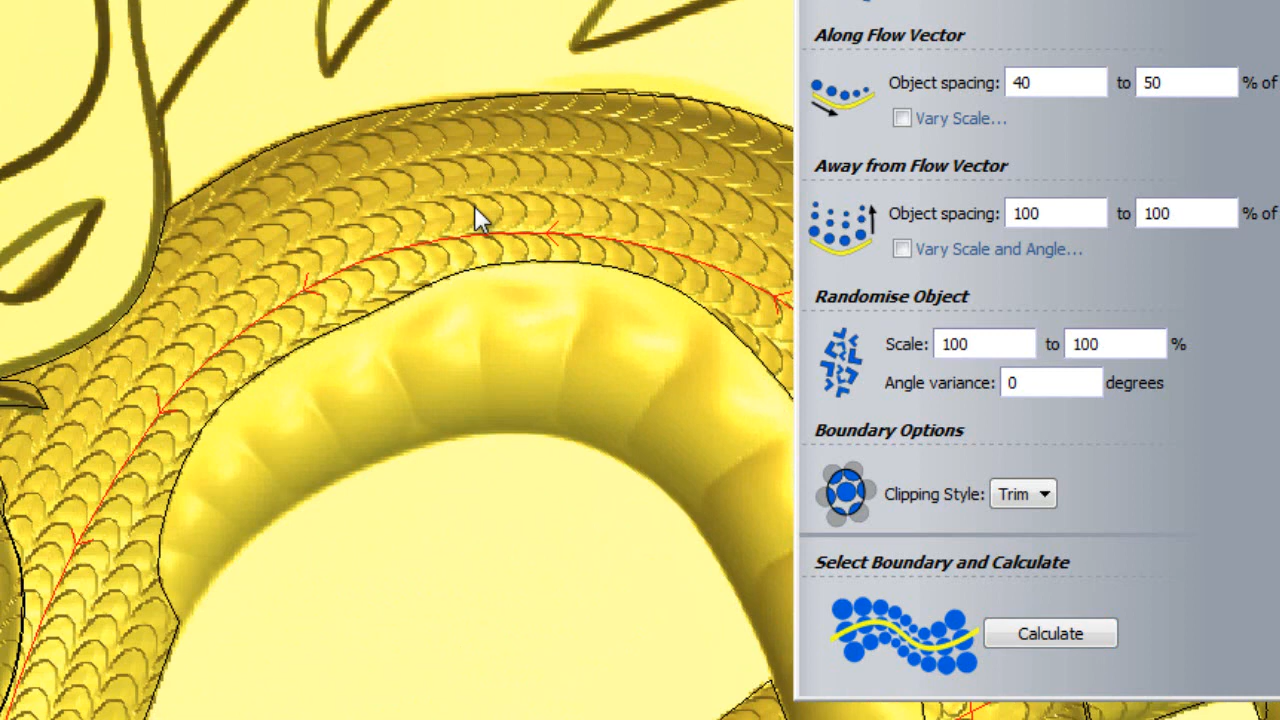 Along Flow Vector
Object spacing: 40 to 50 % of
Vary Scale...
Away from Flow Vector
Object spacing: 100 to 100 % of
Vary Scale and Angle...
Randomise Object
Scale: 100 to 100 %
Angle variance: 0 degrees
Boundary Options
Clipping Style: Trim
Select Boundary and Calculate
Calculate